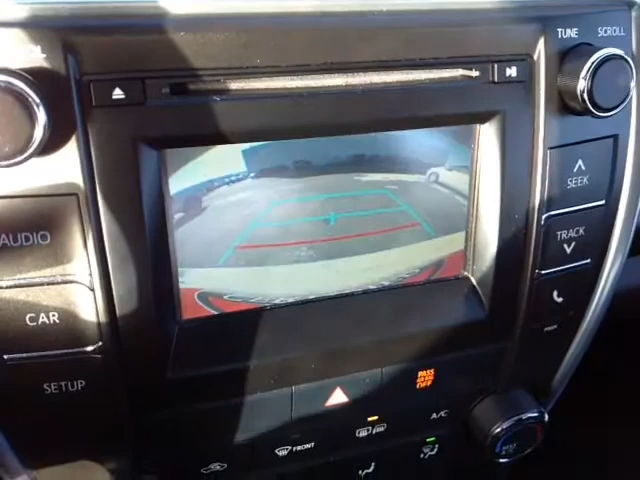 TUNE SCROLL
SEEK
AUDIO
TRACK
CAR
SETUP
PASS
AIR BAG
OFF
A/C
FRONT